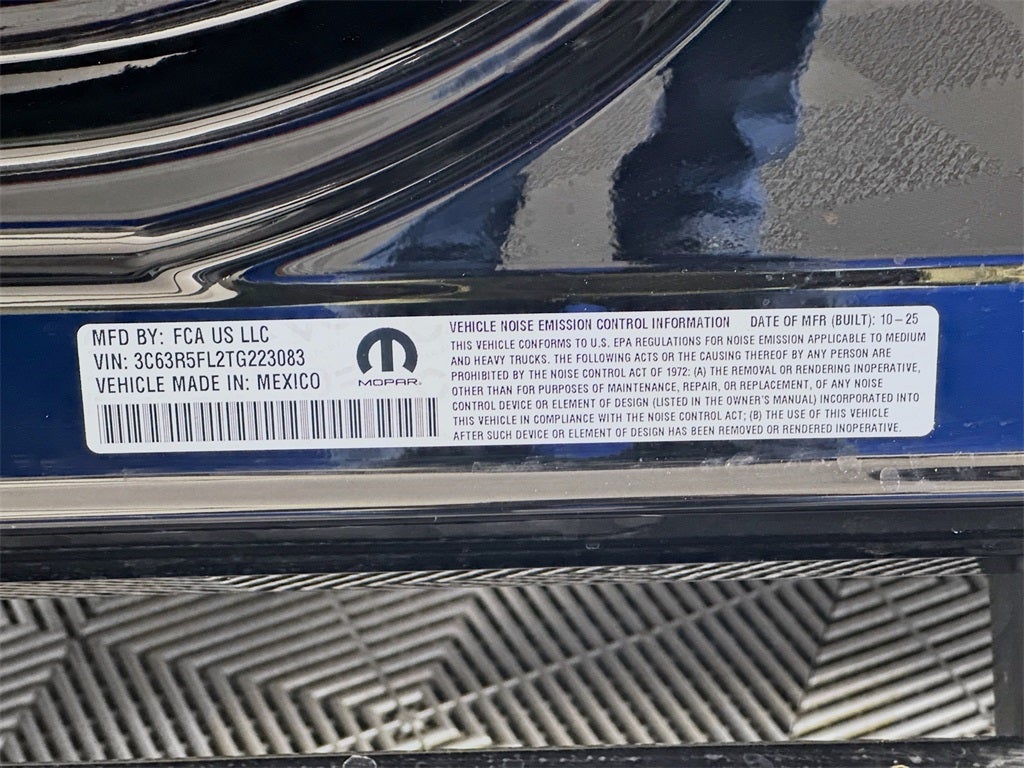 MFD BY: FCA US LLC
VIN: 3C63R5FL2TG223083
VEHICLE MADE IN: MEXICO
MOPAR®
VEHICLE NOISE EMISSION CONTROL INFORMATION DATE OF MFR (BUILT): 10-25
THIS VEHICLE CONFORMS TO U.S. EPA REGULATIONS FOR NOISE EMISSION APPLICABLE TO MEDIUM
AND HEAVY TRUCKS. THE FOLLOWING ACTS OR THE CAUSING THEREOF BY ANY PERSON ARE
PROHIBITED BY THE NOISE CONTROL ACT OF 1972: (A) THE REMOVAL OR RENDERING INOPERATIVE,
OTHER THAN FOR PURPOSES OF MAINTENANCE, REPAIR, OR REPLACEMENT, OF ANY NOISE
CONTROL DEVICE OR ELEMENT OF DESIGN (LISTED IN THE OWNER'S MANUAL) INCORPORATED INTO
THIS VEHICLE IN COMPLIANCE WITH THE NOISE CONTROL ACT; (B) THE USE OF THIS VEHICLE
AFTER SUCH DEVICE OR ELEMENT OF DESIGN HAS BEEN REMOVED OR RENDERED INOPERATIVE.